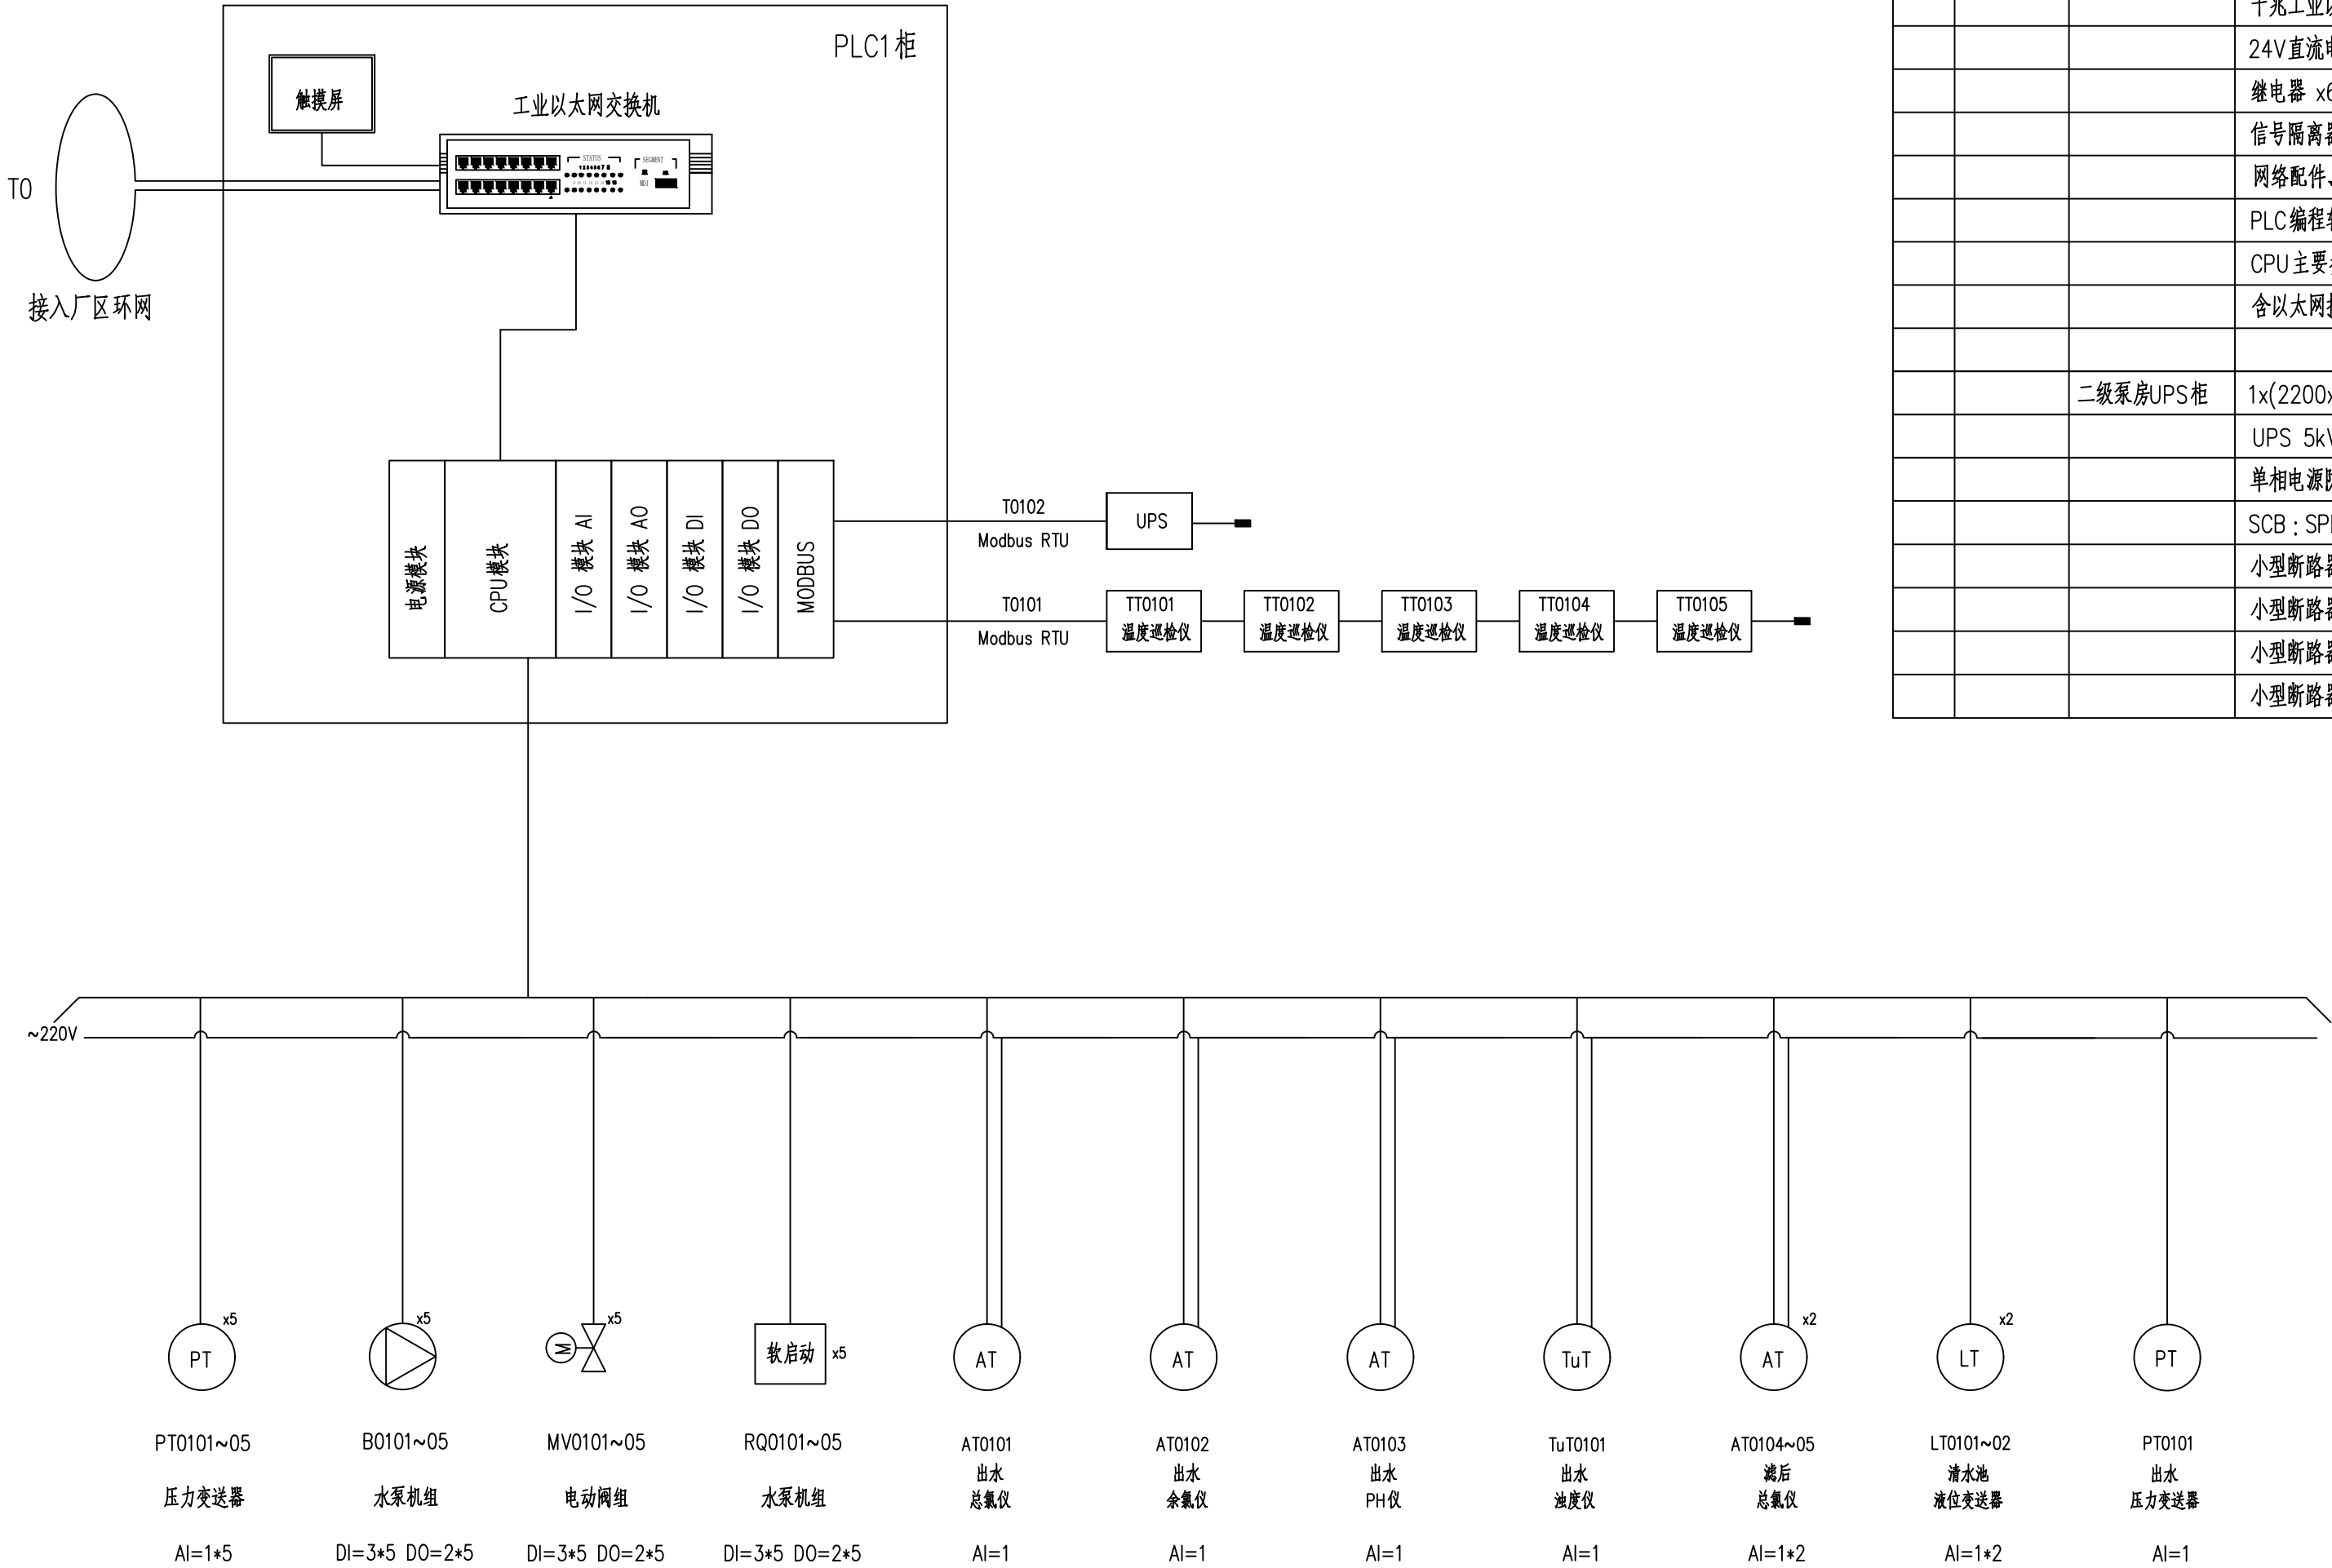 PLC1柜
触摸屏
工业以太网交换机
STATUS
SEGMENT
MDI
T0
接入厂区环网
电源模块
CPU模块
I/O 模块 AI
I/O 模块 AO
I/O 模块 DI
I/O 模块 DO
MODBUS
T0102
Modbus RTU
UPS
T0101
Modbus RTU
TT0101
温度巡检仪
TT0102
温度巡检仪
TT0103
温度巡检仪
TT0104
温度巡检仪
TT0105
温度巡检仪
千兆工业以
24V直流
继电器 x6
信号隔离
网络配件、
PLC编程
CPU主要
含以太网
二级泵房UPS柜
1x(2200x
UPS 5kV
单相电源
SCB：SP
小型断路器
小型断路器
小型断路器
小型断路器
~220V
PT
x5
x5
M
x5
软启动
x5
AT
AT
AT
TuT
AT
x2
LT
x2
PT
PT0101~05
压力变送器
AI=1*5
B0101~05
水泵机组
DI=3*5 DO=2*5
MV0101~05
电动阀组
DI=3*5 DO=2*5
RQ0101~05
水泵机组
DI=3*5 DO=2*5
AT0101
出水
总氯仪
AI=1
AT0102
出水
余氯仪
AI=1
AT0103
出水
PH仪
AI=1
TuT0101
出水
浊度仪
AI=1
AT0104~05
滤后
总氯仪
AI=1*2
LT0101~02
清水池
液位变送器
AI=1*2
PT0101
出水
压力变送器
AI=1